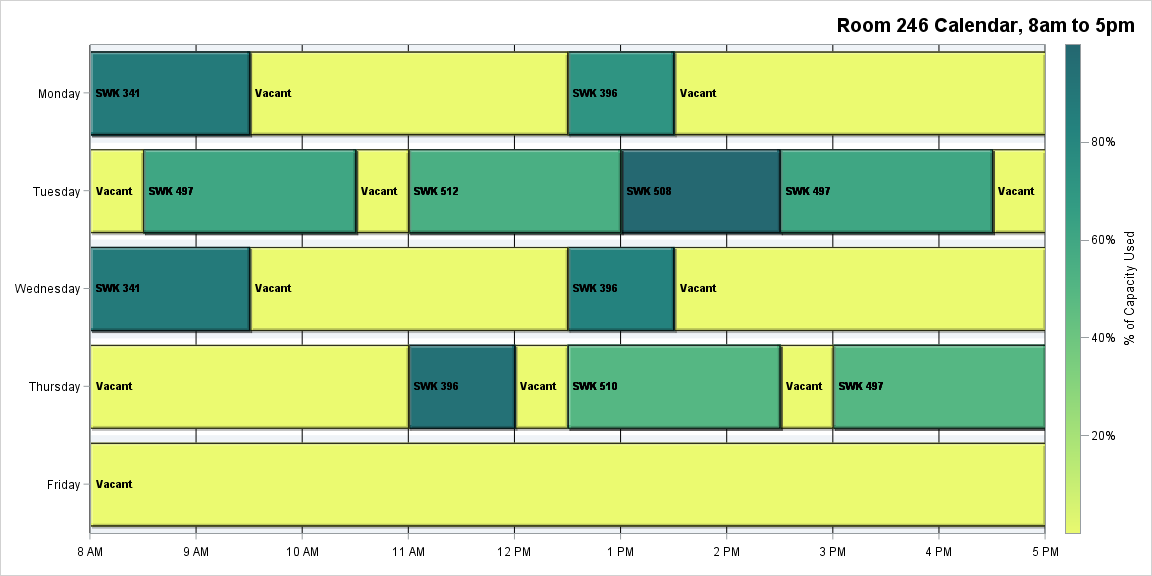 Room 246 Calendar, 8am to 5pm
Monday
SWK 341
Vacant
SWK 396
Vacant
Tuesday
Vacant
SWK 497
Vacant
SWK 512
SWK 508
SWK 497
Vacant
Wednesday
SWK 341
Vacant
SWK 396
Vacant
Thursday
Vacant
SWK 396
Vacant
SWK 510
Vacant
SWK 497
Friday
Vacant
8 AM
9 AM
10 AM
11 AM
12 PM
1 PM
2 PM
3 PM
4 PM
5 PM
80%
60%
40%
20%
% of Capacity Used